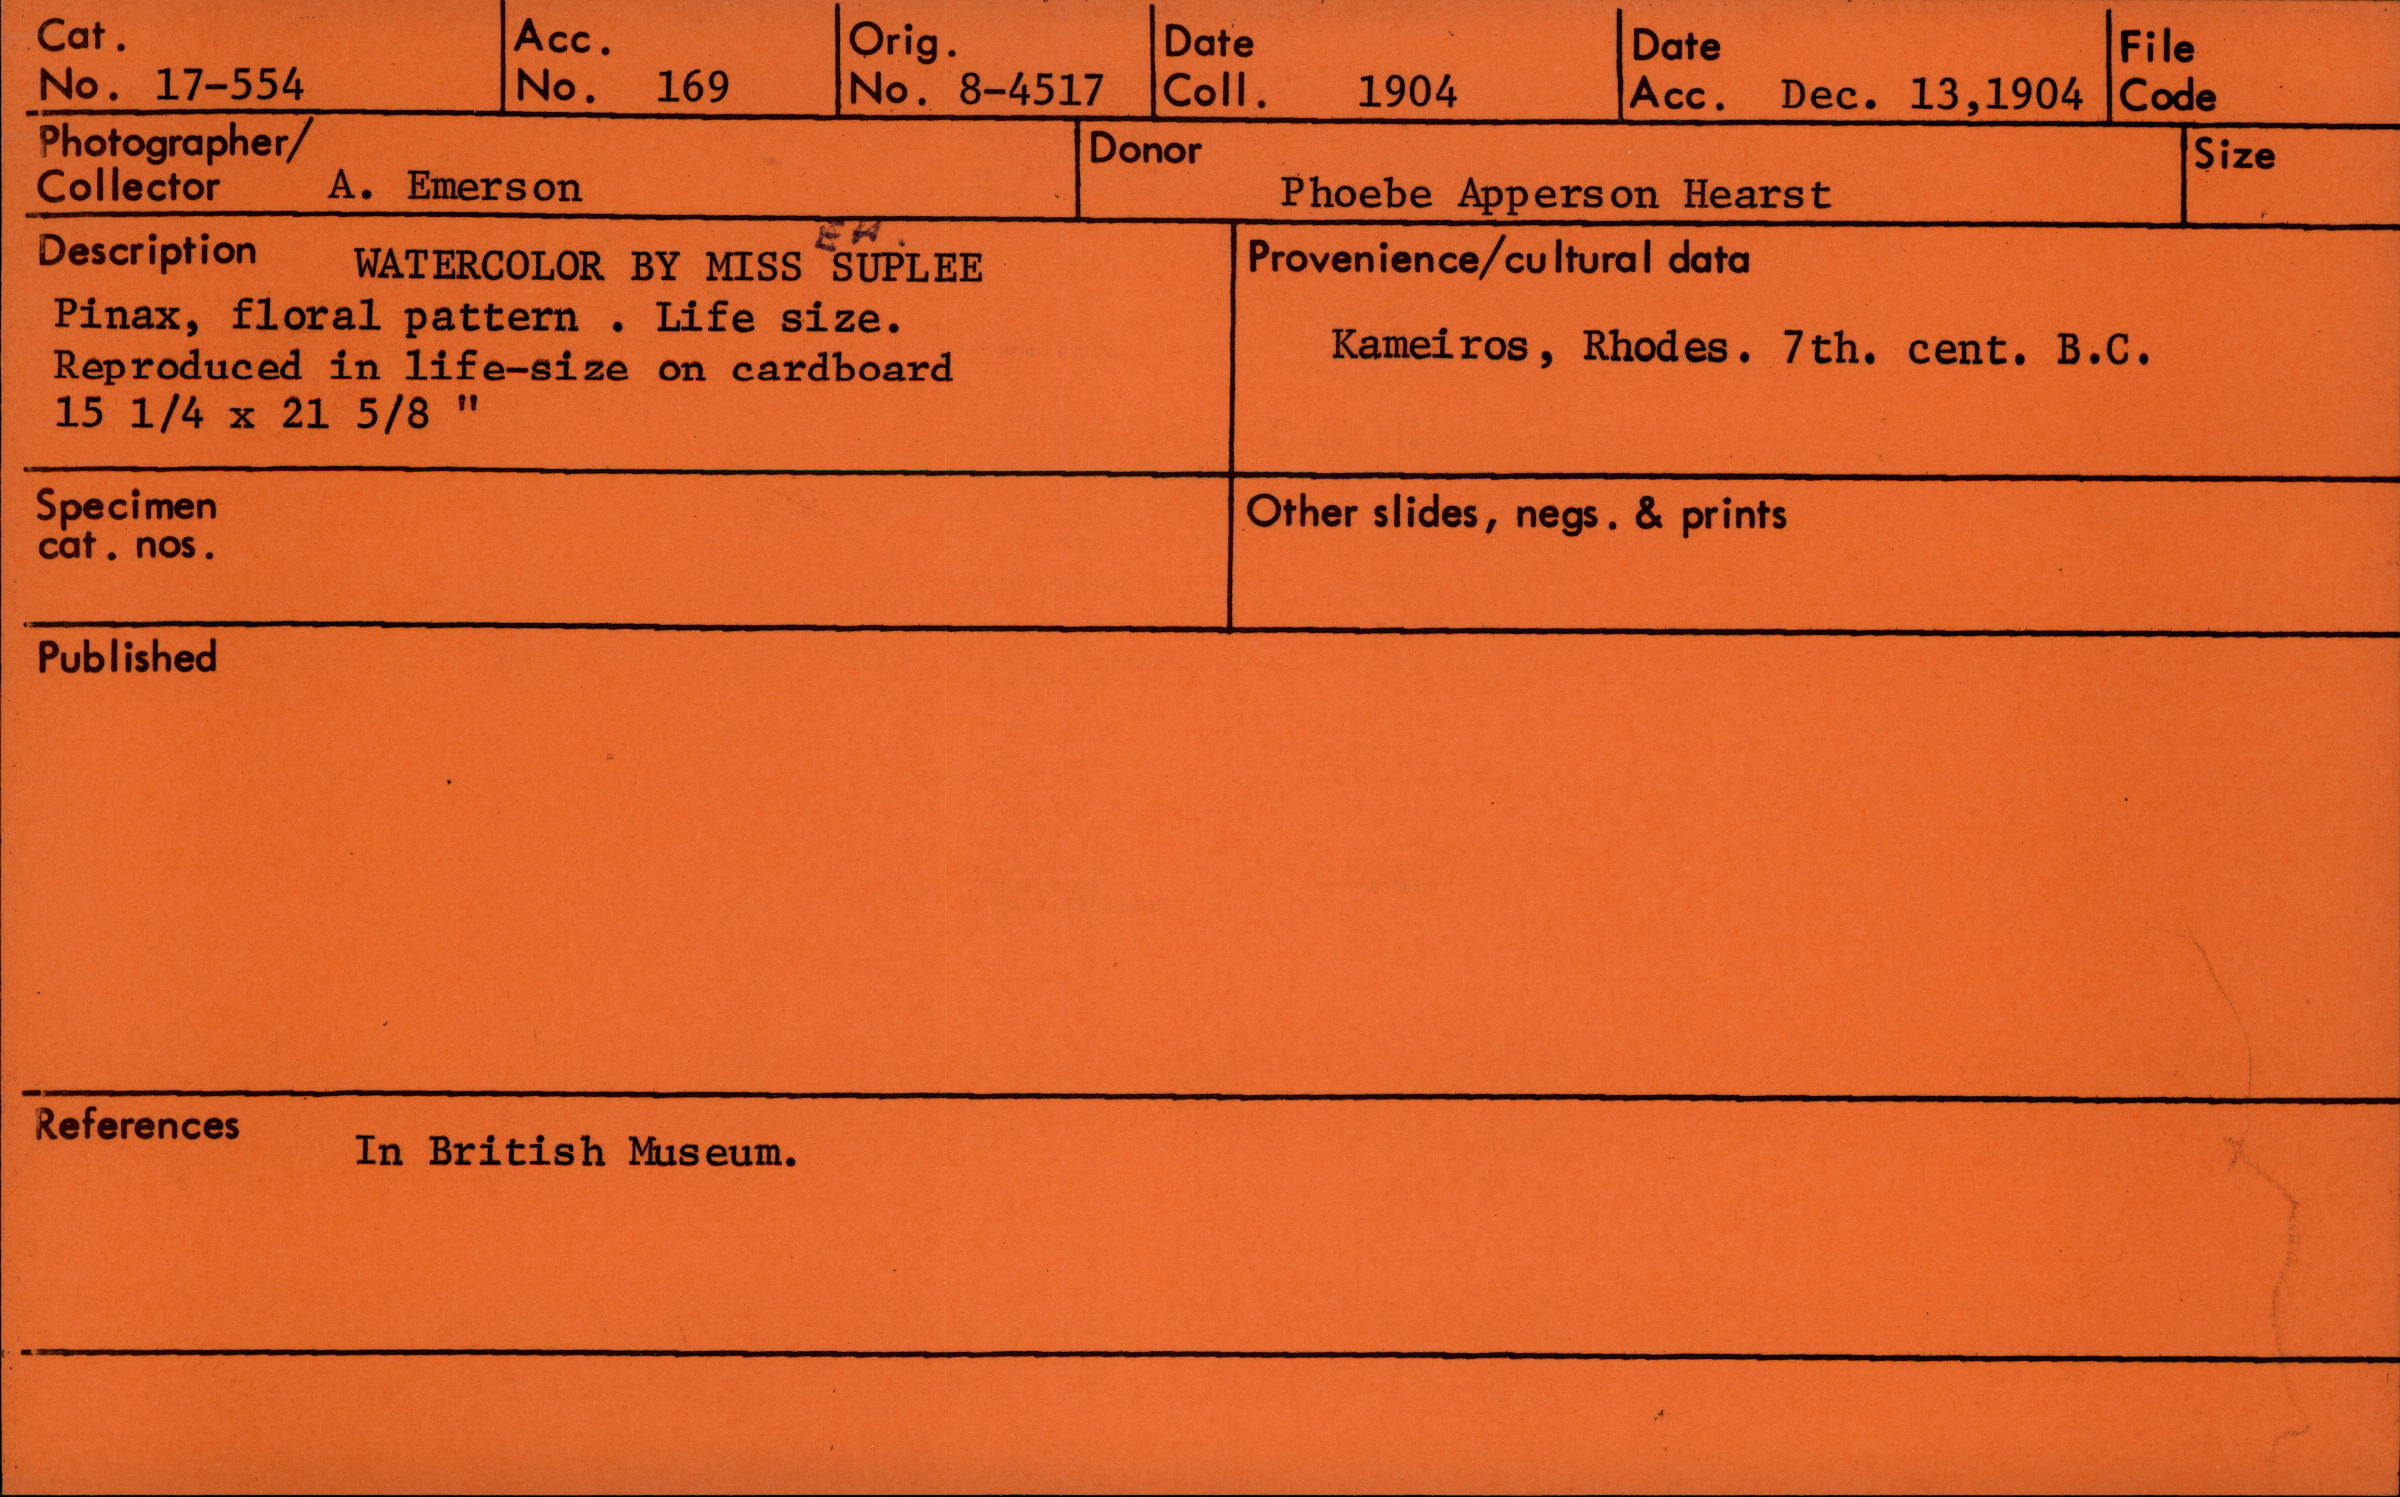 Cat.
No. 17-554
Acc.
No. 169
Orig.
No. 8-4517
Date
Coll. 1904
Date
Acc. Dec. 13,1904
File
Code
Photographer/
Collector A. Emerson
Donor
Phoebe Apperson Hearst
Size
Description WATERCOLOR BY MISS E.H. SUPLEE
Pinax, floral pattern . Life size.
Reproduced in life-size on cardboard
15 1/4 x 21 5/8 "
Provenience/cultural data
Kameiros, Rhodes. 7th. cent. B.C.
Specimen
cat. nos.
Other slides, negs. & prints
Published
References
In British Museum.